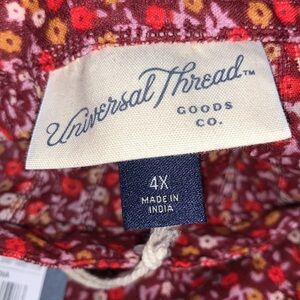 Universal Thread™
GOODS
CO.
4X
MADE IN
INDIA